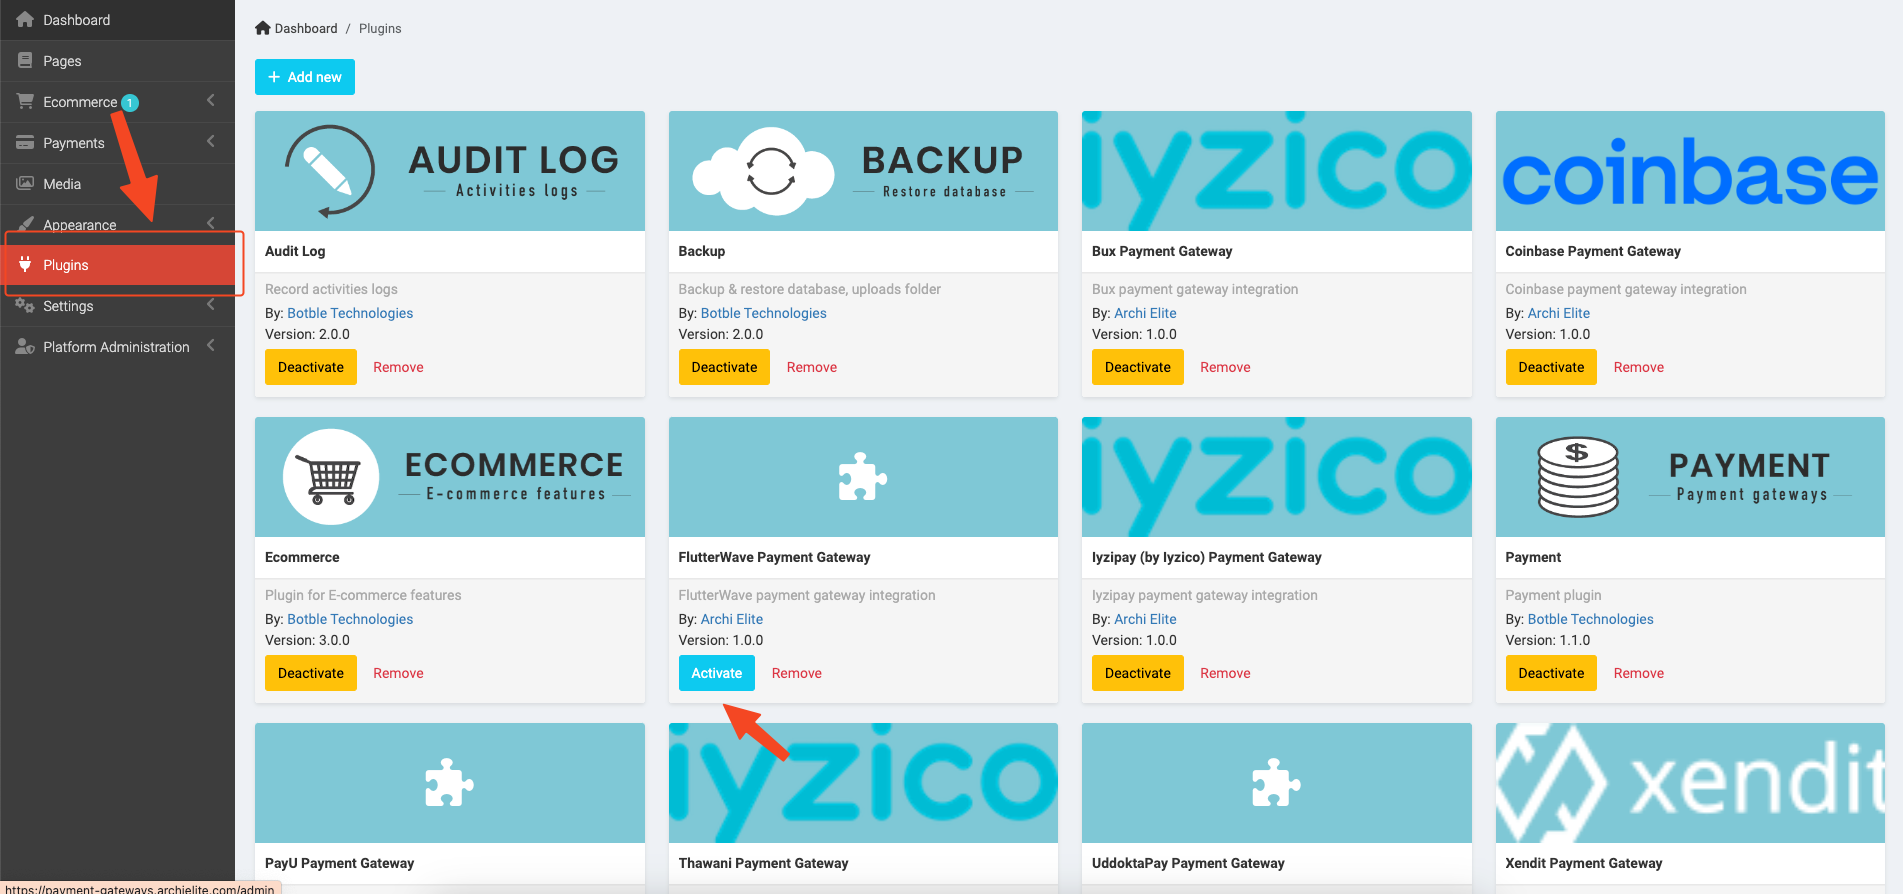 Dashboard
Pages
Ecommerce 1
Payments
Media
Appearance
Plugins
Settings
Platform Administration
Dashboard / Plugins
+ Add new
AUDIT LOG
Activities logs
Audit Log
Record activities logs
By: Botble Technologies
Version: 2.0.0
Deactivate Remove
BACKUP
Restore database
Backup
Backup & restore database, uploads folder
By: Botble Technologies
Version: 2.0.0
Deactivate Remove
iyzico
Bux Payment Gateway
Bux payment gateway integration
By: Archi Elite
Version: 1.0.0
Deactivate Remove
coinbase
Coinbase Payment Gateway
Coinbase payment gateway integration
By: Archi Elite
Version: 1.0.0
Deactivate Remove
ECOMMERCE
E-commerce features
Ecommerce
Plugin for E-commerce features
By: Botble Technologies
Version: 3.0.0
Deactivate Remove
FlutterWave Payment Gateway
FlutterWave payment gateway integration
By: Archi Elite
Version: 1.0.0
Activate Remove
iyzico
Iyzipay (by Iyzico) Payment Gateway
Iyzipay payment gateway integration
By: Archi Elite
Version: 1.0.0
Deactivate Remove
$
PAYMENT
Payment gateways
Payment
Payment plugin
By: Botble Technologies
Version: 1.1.0
Deactivate Remove
PayU Payment Gateway
iyzico
Thawani Payment Gateway
UddoktaPay Payment Gateway
xendit
Xendit Payment Gateway
https://payment-gateways.archielite.com/admin